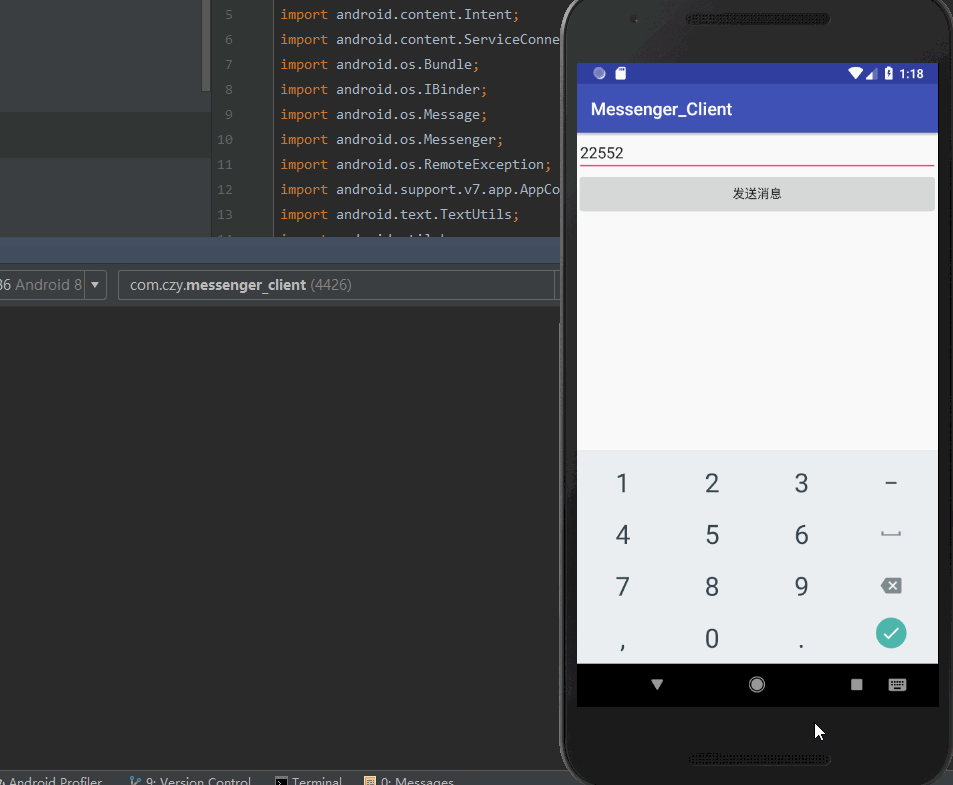 5 import android.content.Intent;
6 import android.content.ServiceConne
7 import android.os.Bundle;
8 import android.os.IBinder;
9 import android.os.Message;
10 import android.os.Messenger;
11 import android.os.RemoteException;
12 import android.support.v7.app.AppCo
13 import android.text.TextUtils;
36 Android 8
com.czy.messenger_client (4426)
1:18
Messenger_Client
22552
发送消息
1 2 3 -
4 5 6
7 8 9
, 0 .
Android Profiler 9: Version Control Terminal 0: Messages